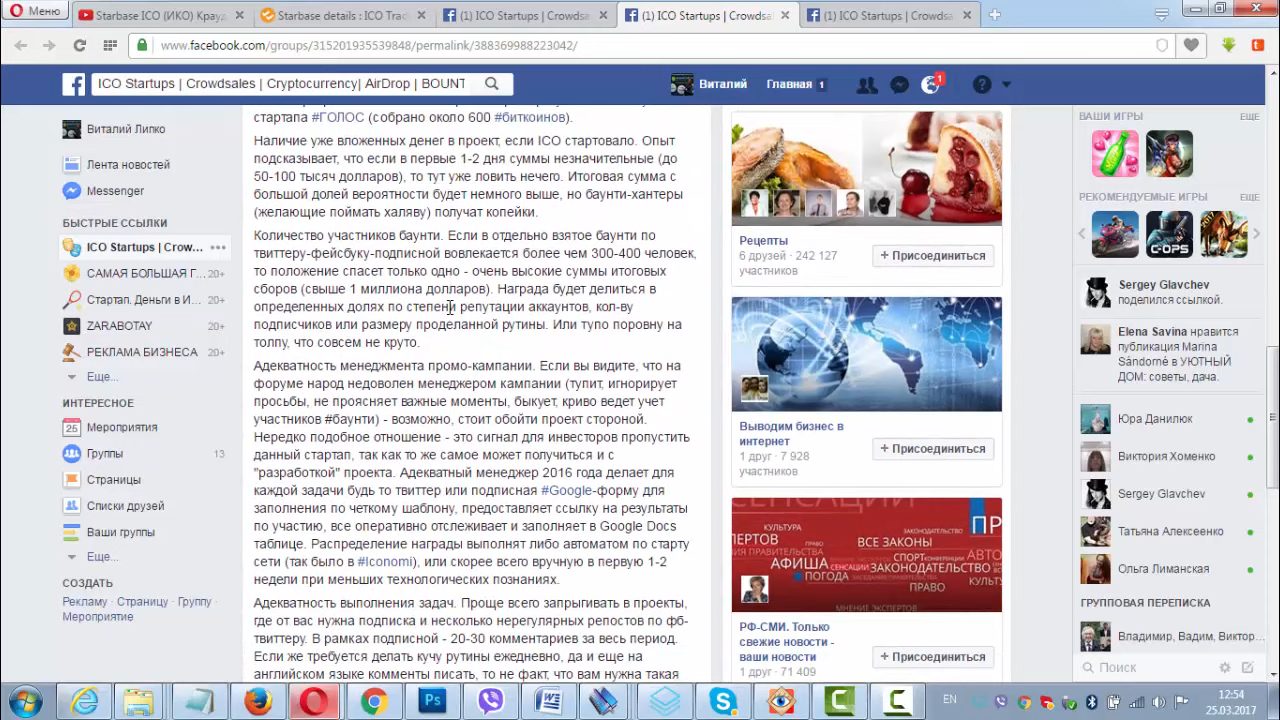 Меню
Starbase ICO (ИКО) Крауд
Starbase details : ICO Trac
(1) ICO Startups | Crowdsa
(1) ICO Startups | Crowdsa
(1) ICO Startups | Crowdsa
www.facebook.com/groups/315201935539848/permalink/388369988223042/
ICO Startups | Crowdsales | Cryptocurrency| AirDrop | BOUNT
Виталий
Главная 1
1
Виталий Липко
Лента новостей
Messenger
БЫСТРЫЕ ССЫЛКИ
ICO Startups | Crow...
САМАЯ БОЛЬШАЯ Г... 20+
Стартап. Деньги в И... 20+
ZARABOTAY 20+
РЕКЛАМА БИЗНЕСА 20+
Еще...
ИНТЕРЕСНОЕ
25 Мероприятия
Группы 13
Страницы
Списки друзей
Ваши группы
Еще...
СОЗДАТЬ
Рекламу · Страницу · Группу ·
Мероприятие
стартапа #ГОЛОС (собрано около 600 #биткоинов).
Наличие уже вложенных денег в проект, если ICO стартовало. Опыт
подсказывает, что если в первые 1-2 дня суммы незначительные (до
50-100 тысяч долларов), то тут уже ловить нечего. Итоговая сумма с
большой долей вероятности будет немного выше, но баунти-хантеры
(желающие поймать халяву) получат копейки.
Количество участников баунти. Если в отдельно взятое баунти по
твиттеру-фейсбуку-подписной вовлекается более чем 300-400 человек,
то положение спасет только одно - очень высокие суммы итоговых
сборов (свыше 1 миллиона долларов). Награда будет делиться в
определенных долях по степени репутации аккаунтов, кол-ву
подписчиков или размеру проделанной рутины. Или тупо поровну на
толпу, что совсем не круто.
Адекватность менеджмента промо-кампании. Если вы видите, что на
форуме народ недоволен менеджером кампании (тупит, игнорирует
просьбы, не проясняет важные моменты, быкует, криво ведет учет
участников #баунти) - возможно, стоит обойти проект стороной.
Нередко подобное отношение - это сигнал для инвесторов пропустить
данный стартап, так как то же самое может получиться и с
"разработкой" проекта. Адекватный менеджер 2016 года делает для
каждой задачи будь то твиттер или подписная #Google-форму для
заполнения по четкому шаблону, предоставляет ссылку на результаты
по участию, все оперативно отслеживает и заполняет в Google Docs
таблице. Распределение награды выполнят либо автоматом по старту
сети (так было в #Iconomi), или скорее всего вручную в первую 1-2
недели при меньших технологических познаниях.
Адекватность выполнения задач. Проще всего запрыгивать в проекты,
где от вас нужна подписка и несколько нерегулярных репостов по фб-
твиттеру. В рамках подписной - 20-30 комментариев за весь период.
Если же требуется делать кучу рутины ежедневно, да и еще на
английском языке комменты писать, то не факт, что вам нужна такая
Рецепты
6 друзей · 242 127
участников
+ Присоединиться
Выводим бизнес в
интернет
1 друг · 7 928
участников
+ Присоединиться
СЕНСАЦИИ
КУЛЬТУРА
ВСЕ ЗАКОНЫ
АФИША
ПОГОДА
СЕНСАЦИИ
СПОРТ
ЗАКОНОДАТЕЛЬСТВО
ПРАВО
МНЕНИЕ ЭКСПЕРТОВ
РФ-СМИ. Только
свежие новости -
ваши новости
1 друг · 71 409
+ Присоединиться
ВАШИ ИГРЫ ЕЩЕ
РЕКОМЕНДУЕМЫЕ ИГРЫ ЕЩЕ
C-OPS
Sergey Glavchev
поделился ссылкой.
Elena Savina нравится
публикация Marina
Sándorné в УЮТНЫЙ
ДОМ: советы, дача.
Юра Данилюк
Виктория Хоменко
Sergey Glavchev
Татьяна Алексеенко
Ольга Лиманская
ГРУППОВАЯ ПЕРЕПИСКА
Владимир, Вадим, Виктор...
Поиск
EN
12:54
25.03.2017